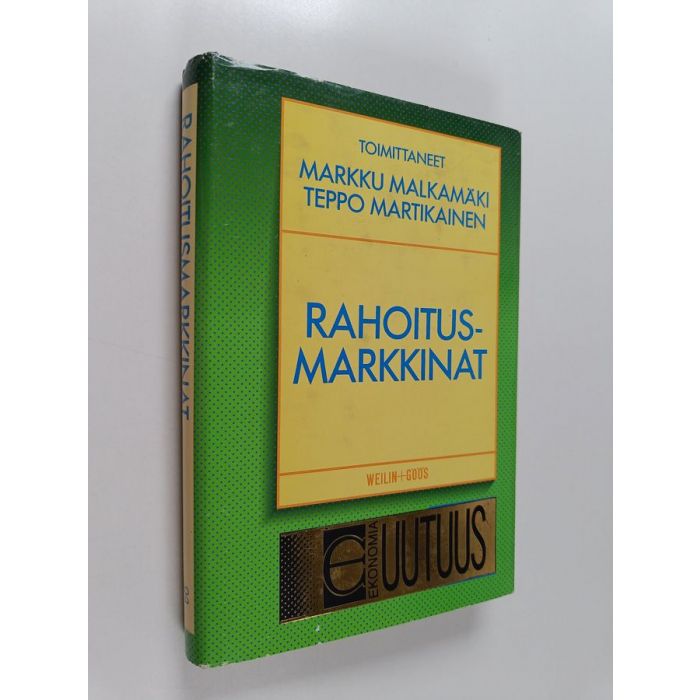 TOIMITTANEET
MARKKU MALKAMÄKI
TEPPO MARTIKAINEN
RAHOITUS-
MARKKINAT
WEILIN+GÖÖS
EKONOMIA
UUTUUS
RAHOITUSMARKKINAT